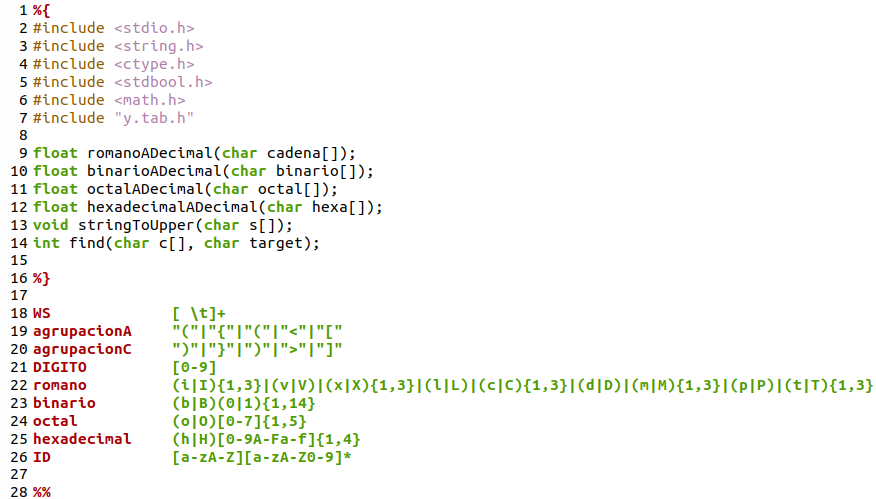 1 %{
2 #include <stdio.h>
3 #include <string.h>
4 #include <ctype.h>
5 #include <stdbool.h>
6 #include <math.h>
7 #include "y.tab.h"
8
9 float romanoADecimal(char cadena[]);
10 float binarioADecimal(char binario[]);
11 float octalADecimal(char octal[]);
12 float hexadecimalADecimal(char hexa[]);
13 void stringToUpper(char s[]);
14 int find(char c[], char target);
15
16 %}
17
18 WS [ \t]+
19 agrupacionA "("|"{"|"("|"<"|"["
20 agrupacionC ")"|"}"|")"|">"|"]"
21 DIGITO [0-9]
22 romano (i|I){1,3}|(v|V)|(x|X){1,3}|(l|L)|(c|C){1,3}|(d|D)|(m|M){1,3}|(p|P)|(t|T){1,3}
23 binario (b|B)(0|1){1,14}
24 octal (o|O)[0-7]{1,5}
25 hexadecimal (h|H)[0-9A-Fa-f]{1,4}
26 ID [a-zA-Z][a-zA-Z0-9]*
27
28 %%